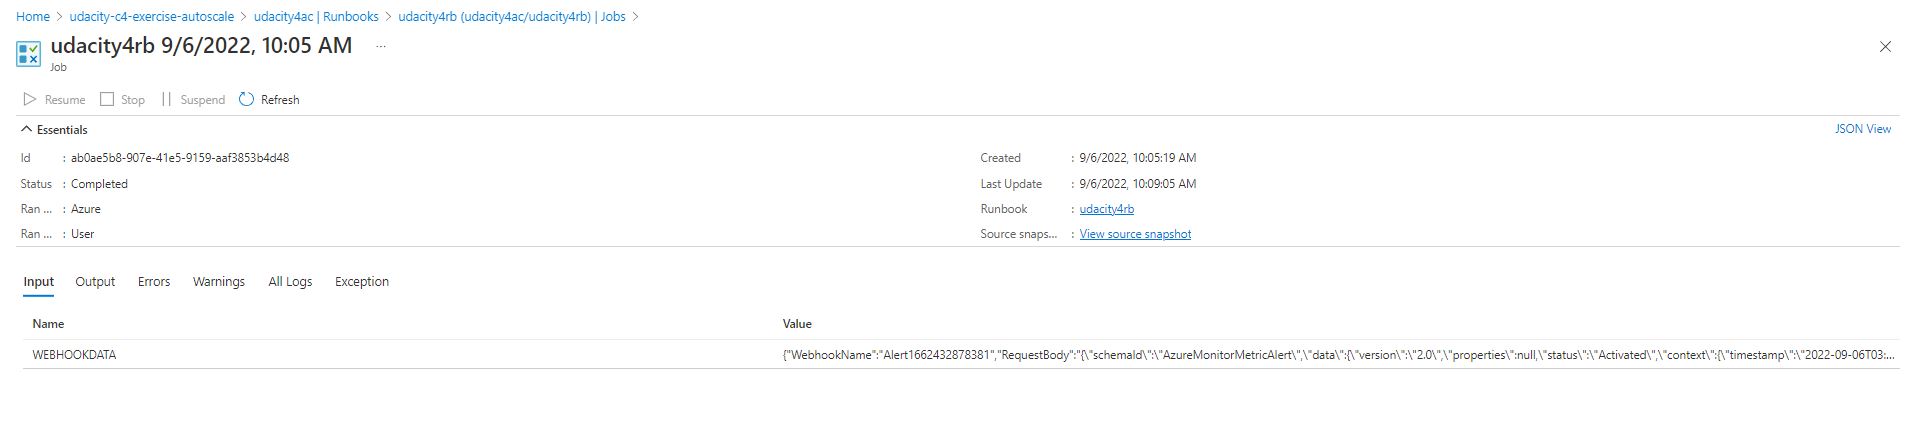 Home > udacity-c4-exercise-autoscale > udacity4ac | Runbooks > udacity4rb (udacity4ac/udacity4rb) | Jobs >
udacity4rb 9/6/2022, 10:05 AM ...
Job
Resume Stop Suspend Refresh
Essentials JSON View
Id : ab0ae5b8-907e-41e5-9159-aaf3853b4d48 Created : 9/6/2022, 10:05:19 AM
Status : Completed Last Update : 9/6/2022, 10:09:05 AM
Ran ... : Azure Runbook : udacity4rb
Ran ... : User Source snaps... : View source snapshot
Input Output Errors Warnings All Logs Exception
Name Value
WEBHOOKDATA {"WebhookName":"Alert1662432878381","RequestBody":"{\"schemaId\":\"AzureMonitorMetricAlert\",\"data\":{\"version\":\"2.0\",\"properties\":null,\"status\":\"Activated\",\"context\":{\"timestamp\":\"2022-09-06T03:...